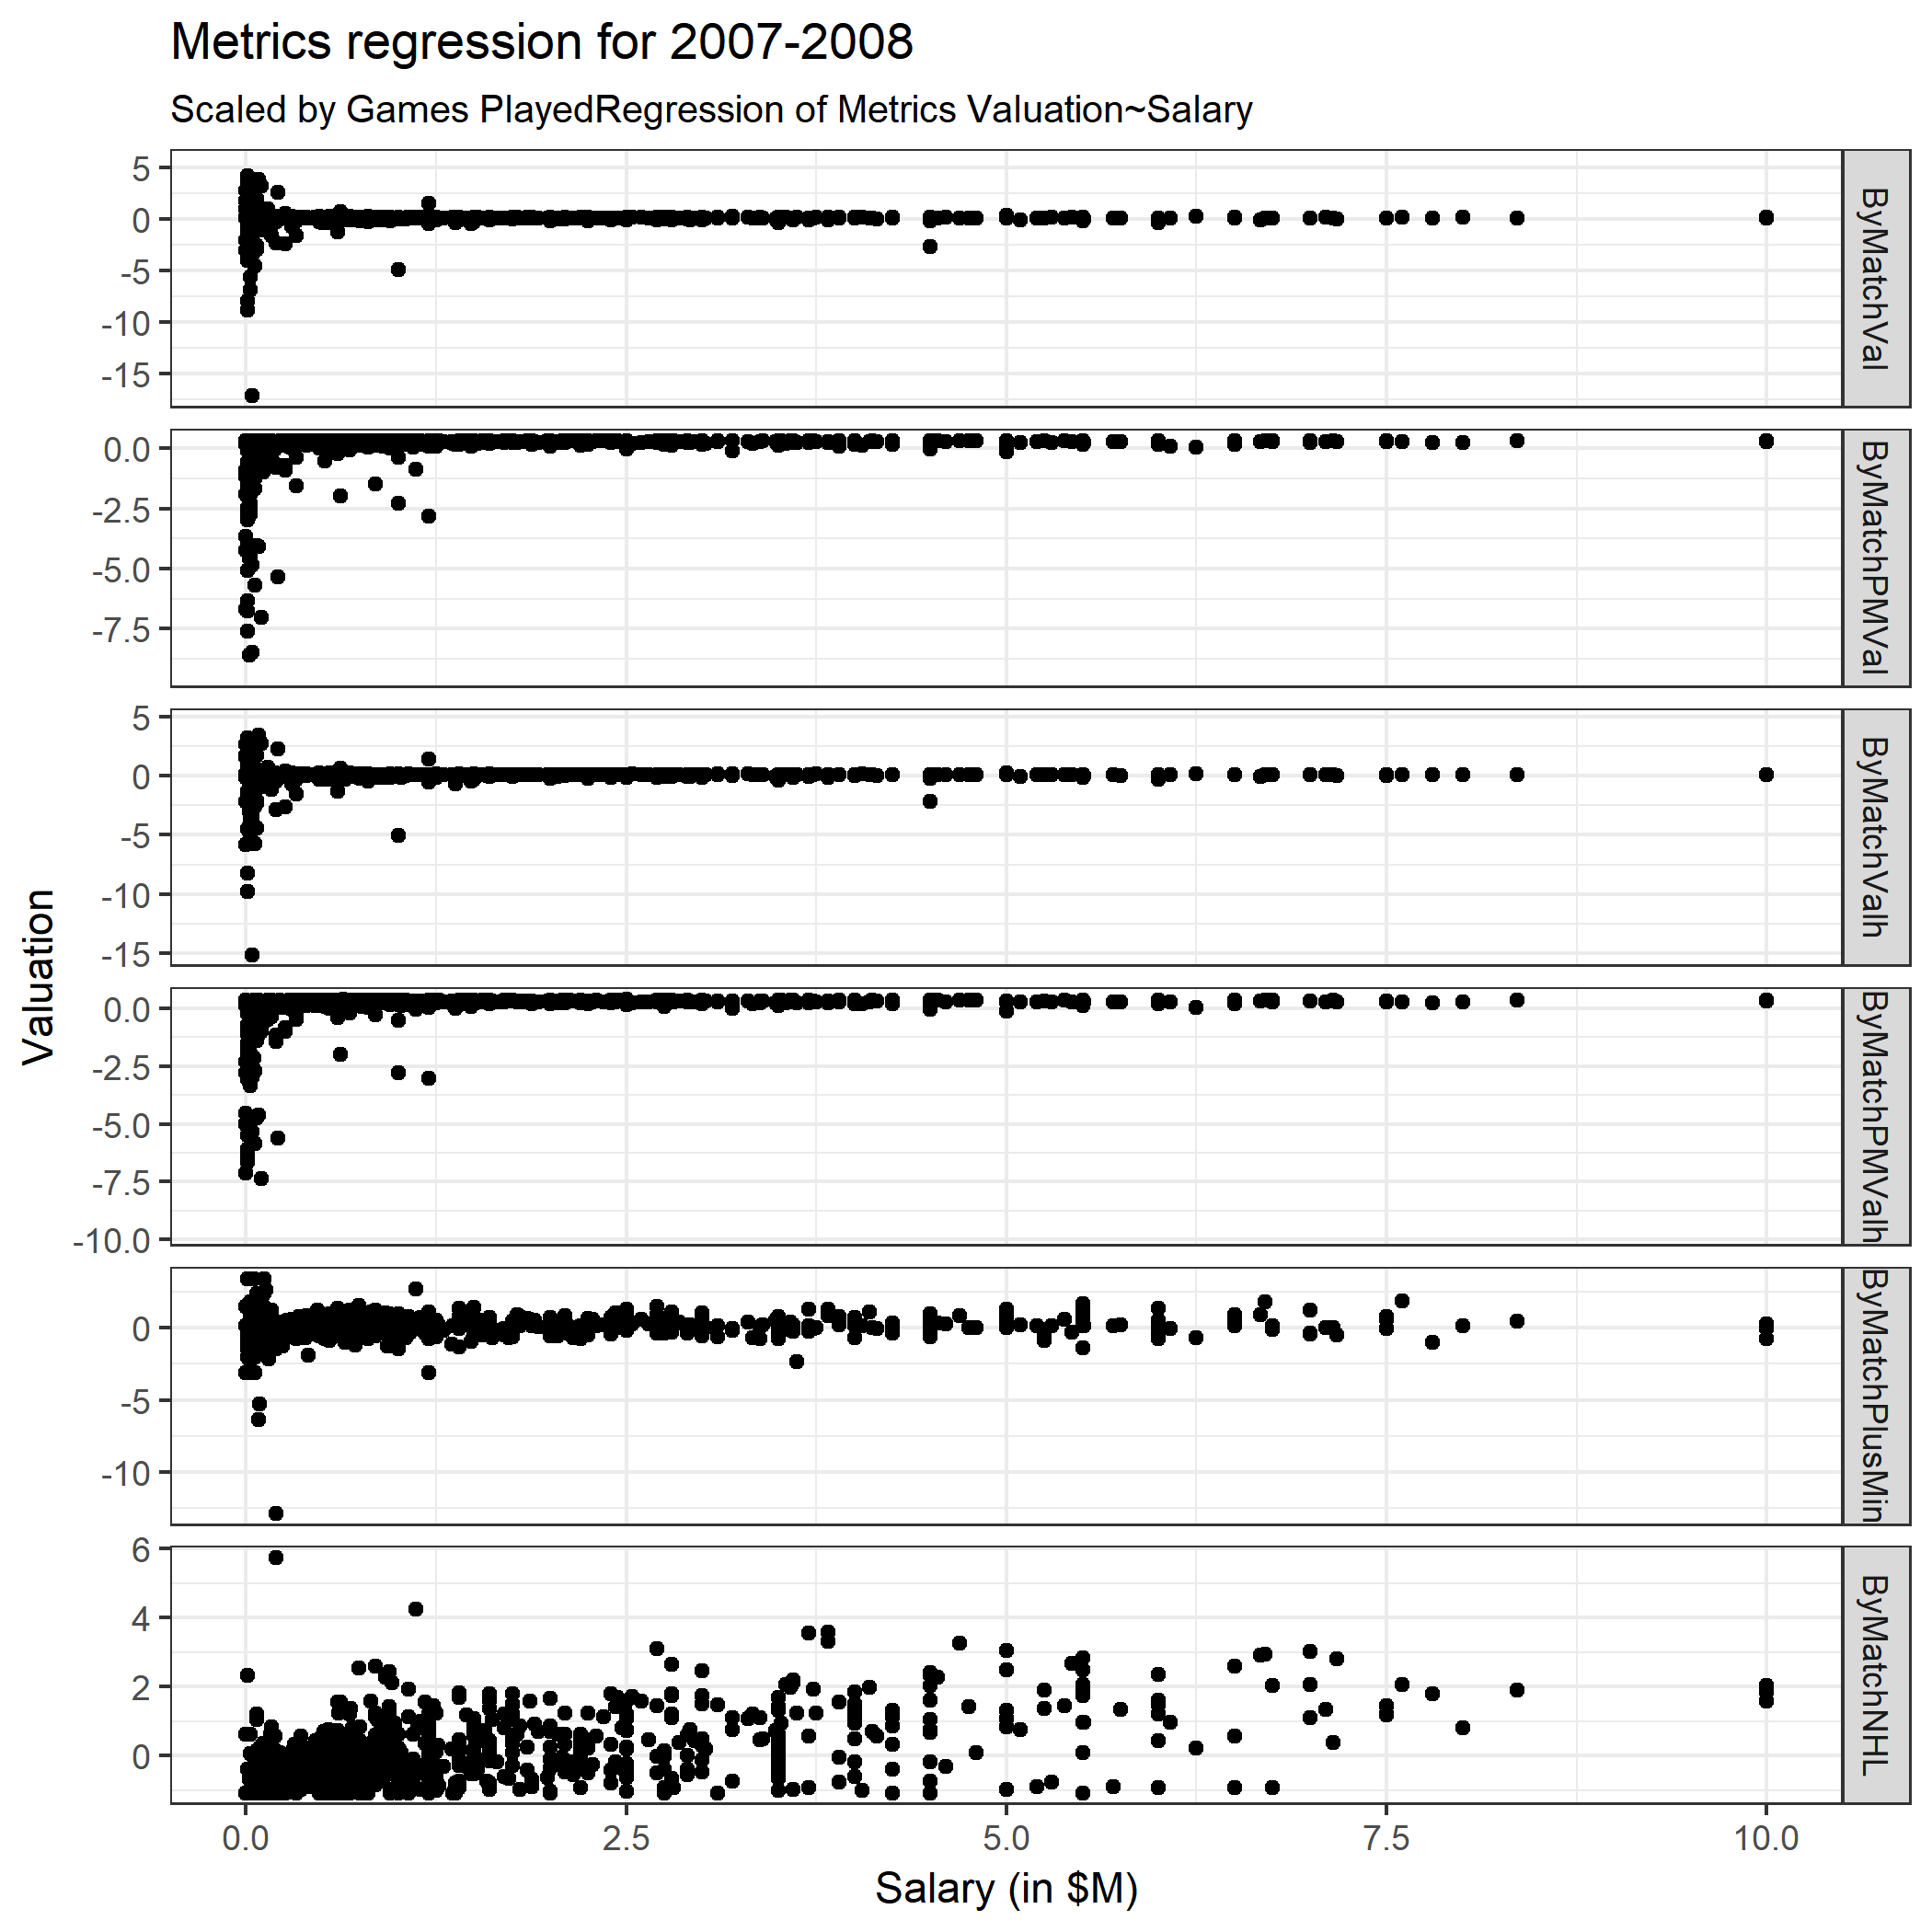 Metrics regression for 2007-2008
Scaled by Games PlayedRegression of Metrics Valuation~Salary
5
0
-5
-10
-15
ByMatchVal
0.0
-2.5
-5.0
-7.5
ByMatchPMVal
5
0
-5
-10
-15
ByMatchValh
0.0
-2.5
-5.0
-7.5
-10.0
ByMatchPMValh
0
-5
-10
ByMatchPlusMin
6
4
2
0
ByMatchNHL
Valuation
0.0 2.5 5.0 7.5 10.0
Salary (in $M)